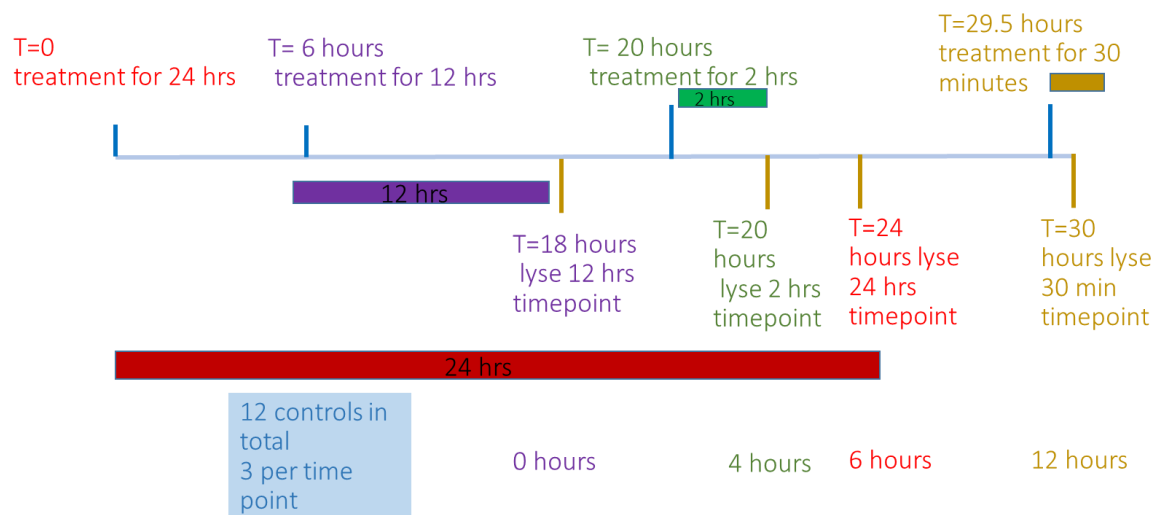 T=0
treatment for 24 hrs
T= 6 hours
treatment for 12 hrs
T= 20 hours
treatment for 2 hrs
2 hrs
T=29.5 hours
treatment for 30
minutes
12 hrs
T=18 hours
lyse 12 hrs
timepoint
T=20
hours
lyse 2 hrs
timepoint
T=24
hours lyse
24 hrs
timepoint
T=30
hours lyse
30 min
timepoint
24 hrs
12 controls in
total
3 per time
point
0 hours
4 hours
6 hours
12 hours